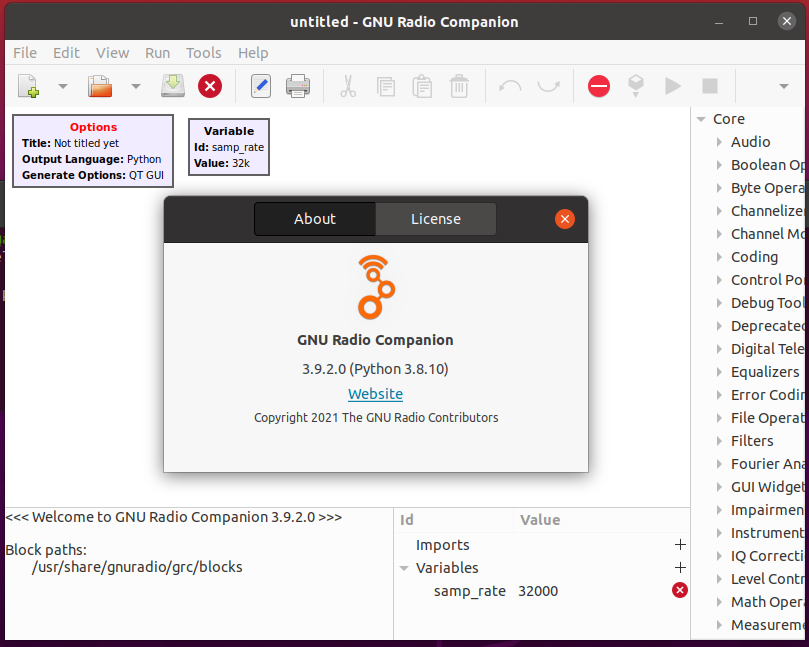 untitled - GNU Radio Companion
File Edit View Run Tools Help
Options
Title: Not titled yet
Output Language: Python
Generate Options: QT GUI
Variable
Id: samp_rate
Value: 32k
About License
GNU Radio Companion
3.9.2.0 (Python 3.8.10)
Website
Copyright 2021 The GNU Radio Contributors
Core
Audio
Boolean Op
Byte Opera
Channelize
Channel Mo
Coding
Control Por
Debug Tool
Deprecated
Digital Tele
Equalizers
Error Codin
File Operat
Filters
Fourier Ana
GUI Widget
Impairmen
Instrument
IQ Correcti
Level Contr
Math Opera
Measureme
<<< Welcome to GNU Radio Companion 3.9.2.0 >>>
Block paths:
/usr/share/gnuradio/grc/blocks
Id Value
Imports
Variables
samp_rate 32000